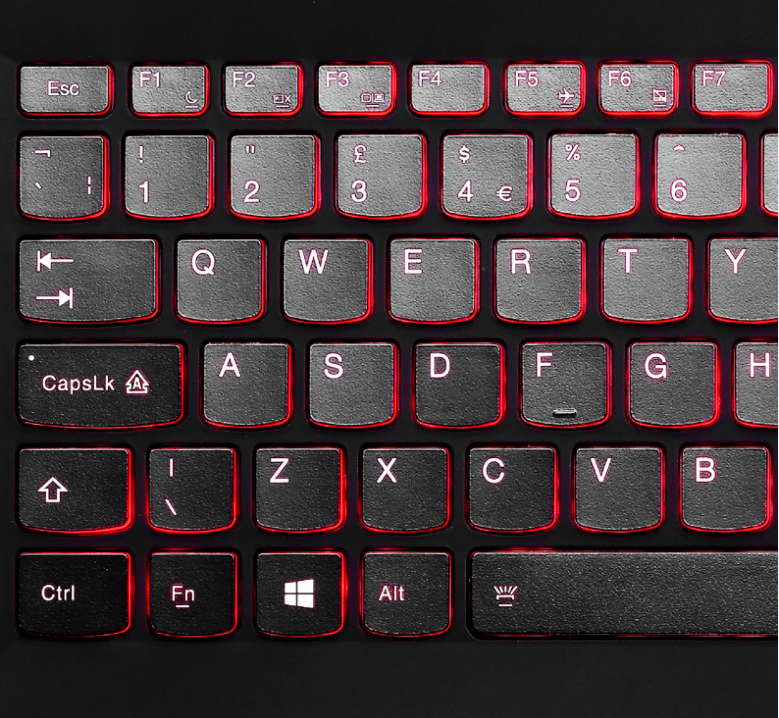 Esc F1 F2 F3 F4 F5 F6 F7
¬ ! " £ $ % ^
` ¦ 1 2 3 4 € 5 6
Q W E R T Y
CapsLk A A S D F G H
| \ Z X C V B
Ctrl Fn Alt